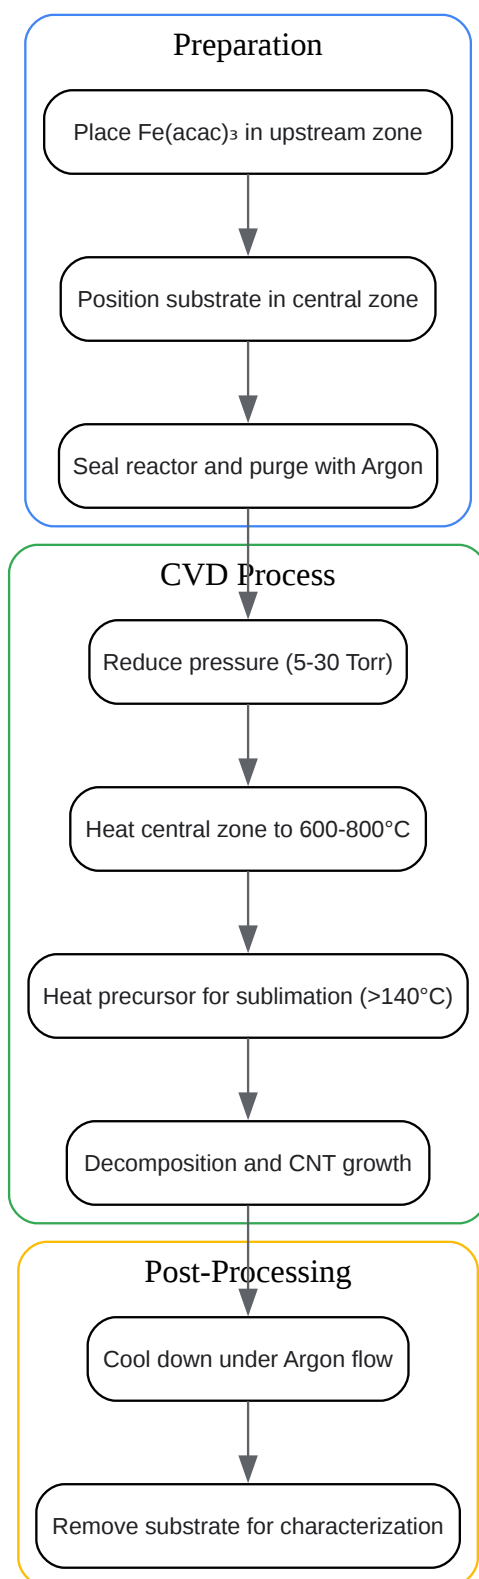 Preparation
Place Fe(acac)₃ in upstream zone
Position substrate in central zone
Seal reactor and purge with Argon
CVD Process
Reduce pressure (5-30 Torr)
Heat central zone to 600-800°C
Heat precursor for sublimation (>140°C)
Decomposition and CNT growth
Post-Processing
Cool down under Argon flow
Remove substrate for characterization